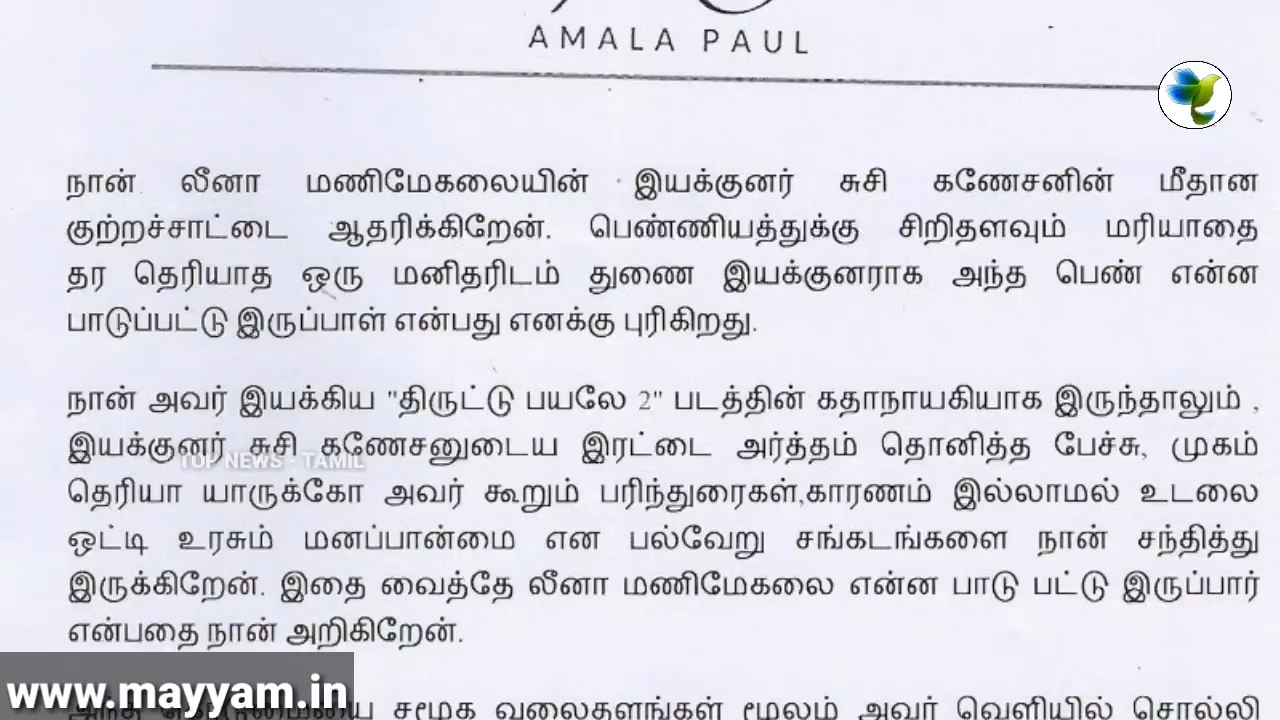 AMALA PAUL
நான் லீனா மணிமேகலையின் இயக்குனர் சுசி கணேசனின் மீதான
குற்றச்சாட்டை ஆதரிக்கிறேன். பெண்ணியத்துக்கு சிறிதளவும் மரியாதை
தர தெரியாத ஒரு மனிதரிடம் துணை இயக்குனராக அந்த பெண் என்ன
பாடுப்பட்டு இருப்பாள் என்பது எனக்கு புரிகிறது.
நான் அவர் இயக்கிய "திருட்டு பயலே 2" படத்தின் கதாநாயகியாக இருந்தாலும் ,
இயக்குனர் சுசி கணேசனுடைய இரட்டை அர்த்தம் தொனித்த பேச்சு, முகம்
TOP NEWS - TAMIL
தெரியா யாருக்கோ அவர் கூறும் பரிந்துரைகள்,காரணம் இல்லாமல் உடலை
ஒட்டி உரசும் மனப்பான்மை என பல்வேறு சங்கடங்களை நான் சந்தித்து
இருக்கிறேன். இதை வைத்தே லீனா மணிமேகலை என்ன பாடு பட்டு இருப்பார்
என்பதை நான் அறிகிறேன்.
சமூக வலைதளங்கள் மூலம் அவர் வெளியில் சொல்லி
www.mayyam.in